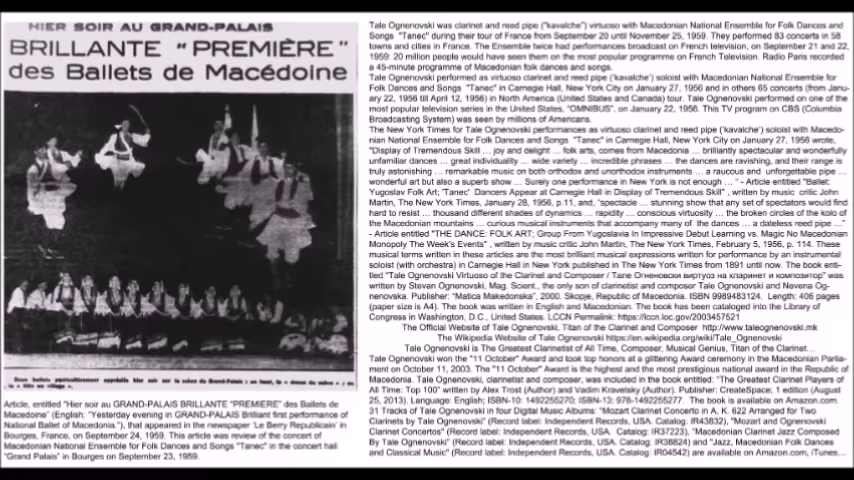 HIER SOIR AU GRAND-PALAIS
BRILLANTE "PREMIÈRE"
des Ballets de Macédoine
Article, entitled "Hier soir au GRAND-PALAIS BRILLANTE "PREMIERE" des Ballets de
Macedoine" (English: "Yesterday evening in GRAND-PALAIS Brilliant first performance of
National Ballet of Macedonia."), that appeared in the newspaper 'Le Berry Republicain' in
Bourges, France, on September 24, 1959. This article was review of the concert of
Macedonian National Ensemble for Folk Dances and Songs "Tanec" in the concert hall
"Grand Palais" in Bourges on September 23, 1959.
Tale Ognenovski was clarinet and reed pipe ("kavalche") virtuoso with Macedonian National Ensemble for Folk Dances and
Songs "Tanec" during their tour of France from September 20 until November 25, 1959. They performed 83 concerts in 58
towns and cities in France. The Ensemble twice had performances broadcast on French television, on September 21 and 22,
1959: 20 million people would have seen them on the most popular programme on French Television. Radio Paris recorded
a 45-minute programme of Macedonian folk dances and songs.
Tale Ognenovski performed as virtuoso clarinet and reed pipe ('kavalche') soloist with Macedonian National Ensemble for
Folk Dances and Songs "Tanec" in Carnegie Hall, New York City on January 27, 1956 and in others 65 concerts (from Janu-
ary 22, 1956 till April 12, 1956) in North America (United States and Canada) tour. Tale Ognenovski performed on one of the
most popular television series in the United States, "OMNIBUS", on January 22, 1956. This TV program on CBS (Columbia
Broadcasting System) was seen by millions of Americans.
The New York Times for Tale Ognenovski performances as virtuoso clarinet and reed pipe ('kavalche') soloist with Macedo-
nian National Ensemble for Folk Dances and Songs "Tanec" in Carnegie Hall, New York City on January 27, 1956 wrote,
"Display of Tremendous Skill ... joy and delight ... folk arts, comes from Macedonia ... brilliantly spectacular and wonderfully
unfamiliar dances ... great individuality ... wide variety ... incredible phrases ... the dances are ravishing, and their range is
truly astonishing ... remarkable music on both orthodox and unorthodox instruments ... a raucous and unforgettable pipe ...
wonderful art but also a superb show ... Surely one performance in New York is not enough ... " - Article entitled "Ballet:
Yugoslav Folk Art; 'Tanec' Dancers Appear at Carnegie Hall in Display of Tremendous Skill" , written by music critic John
Martin, The New York Times, January 28, 1956, p.11, and, "spectacle ... stunning show that any set of spectators would find
hard to resist ... thousand different shades of dynamics ... rapidity ... conscious virtuosity ... the broken circles of the kolo of
the Macedonian mountains ... curious musical instruments that accompany many of the dances ... a dateless reed pipe ..."
- Article entitled "THE DANCE: FOLK ART; Group From Yugoslavia In Impressive Debut Learning vs. Magic No Macedonian
Monopoly The Week's Events" , written by music critic John Martin, The New York Times, February 5, 1956, p. 114. These
musical terms written in these articles are the most brilliant musical expressions written for performance by an instrumental
soloist (with orchestra) in Carnegie Hall in New York published in The New York Times from 1891 until now. The book enti-
tled "Tale Ognenovski Virtuoso of the Clarinet and Composer / Тале Огненовски виртуоз на кларинет и композитор" was
written by Stevan Ognenovski, Mag. Scient., the only son of clarinetist and composer Tale Ognenovski and Nevena Og-
nenovska. Publisher: "Matica Makedonska", 2000. Skopje, Republic of Macedonia. ISBN 9989483124. Length: 406 pages
(paper size is A4). The book was written in English and Macedonian. The book has been cataloged into the Library of
Congress in Washington, D.C., United States. LCCN Permalink: https://lccn.loc.gov/2003457521
The Official Website of Tale Ognenovski, Titan of the Clarinet and Composer http://www.taleognenovski.mk
The Wikipedia Website of Tale Ognenovski https://en.wikipedia.org/wiki/Tale_Ognenovski
Tale Ognenovski is The Greatest Clarinetist of All Time, Composer, Musical Genius, Titan of the Clarinet...
Tale Ognenovski won the "11 October" Award and took top honors at a glittering Award ceremony in the Macedonian Parlia-
ment on October 11, 2003. The "11 October" Award is the highest and the most prestigious national award in the Republic of
Macedonia. Tale Ognenovski, clarinetist and composer, was included in the book entitled: "The Greatest Clarinet Players of
All Time: Top 100" written by Alex Trost (Author) and Vadim Kravetsky (Author). Publisher: CreateSpace; 1 edition (August
25, 2013). Language: English; ISBN-10: 1492255270; ISBN-13: 978-1492255277. The book is available on Amazon.com.
31 Tracks of Tale Ognenovski in four Digital Music Albums: "Mozart Clarinet Concerto in A, K. 622 Arranged for Two
Clarinets by Tale Ognenovski" (Record label: Independent Records, USA. Catalog: IR43832), "Mozart and Ognenovski
Clarinet Concertos" (Record label: Independent Records, USA. Catalog: IR37223), "Macedonian Clarinet Jazz Composed
By Tale Ognenovski" (Record label: Independent Records, USA. Catalog: IR38824) and "Jazz, Macedonian Folk Dances
and Classical Music" (Record label: Independent Records, USA. Catalog: IR04542) are available on Amazon.com, iTunes...